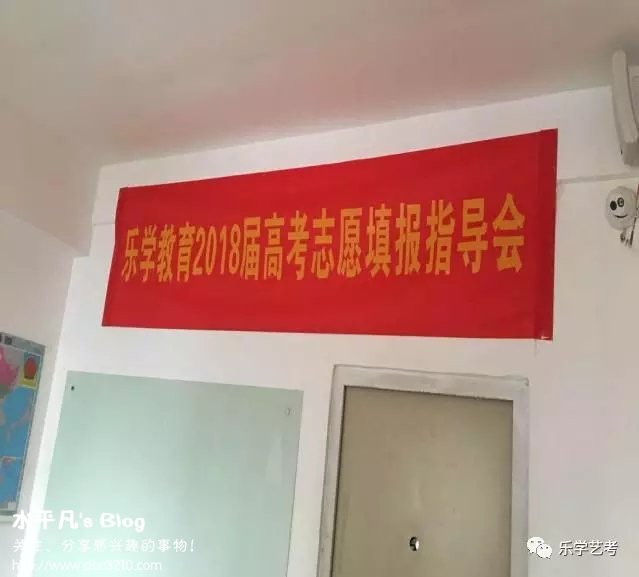 乐学教育2018届高考志愿填报指导会
水平凡's Blog
关注、分享感兴趣的事物!
乐学艺考